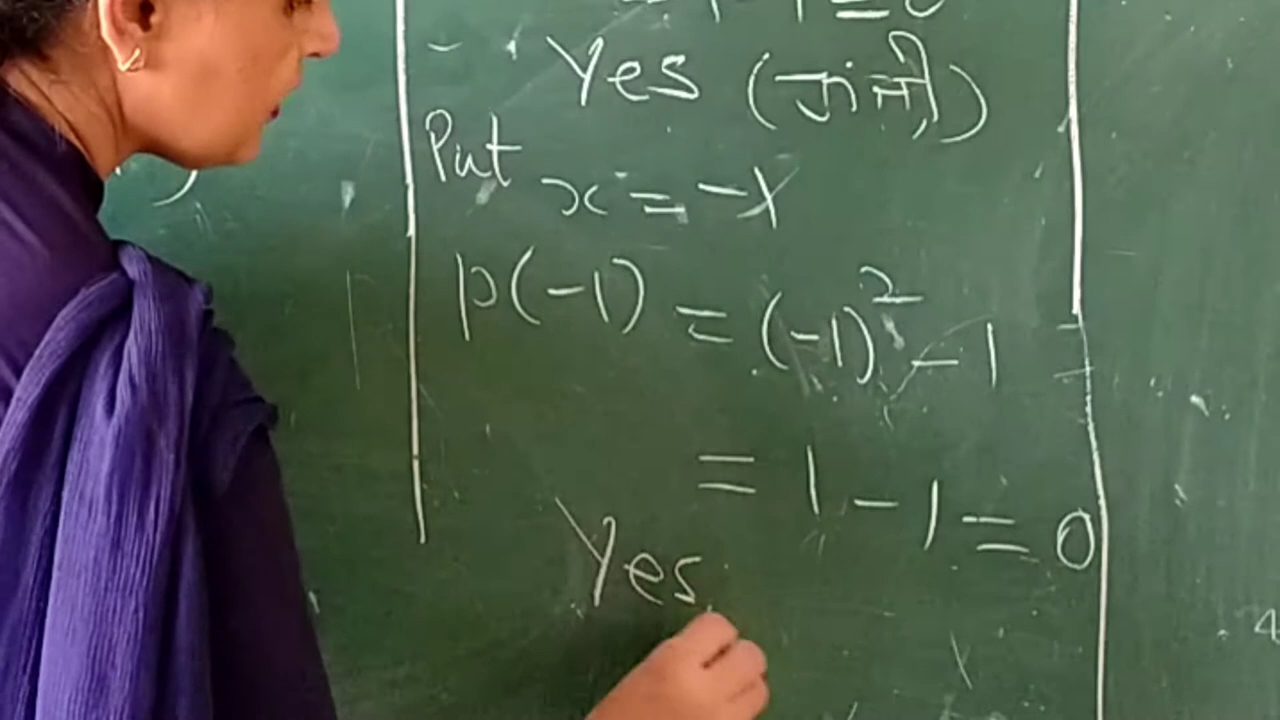 Yes
Put x = -1
p(-1) = (-1)² - 1
= 1 - 1 = 0
Yes